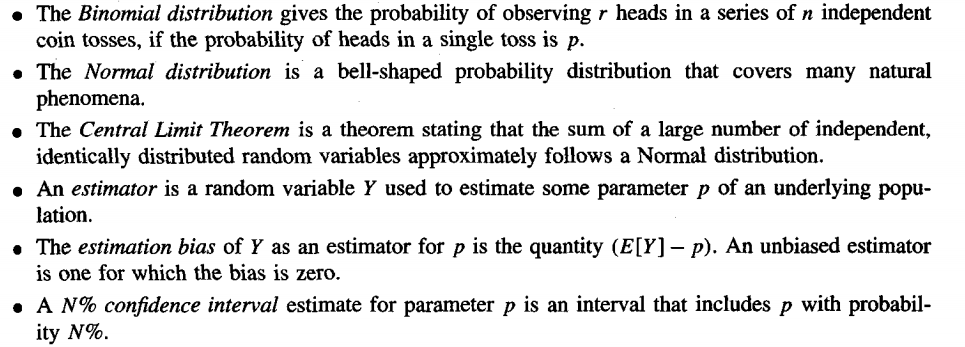 • The Binomial distribution gives the probability of observing r heads in a series of n independent
coin tosses, if the probability of heads in a single toss is p.
• The Normal distribution is a bell-shaped probability distribution that covers many natural
phenomena.
• The Central Limit Theorem is a theorem stating that the sum of a large number of independent,
identically distributed random variables approximately follows a Normal distribution.
• An estimator is a random variable Y used to estimate some parameter p of an underlying popu-
lation.
• The estimation bias of Y as an estimator for p is the quantity (E[Y] − p). An unbiased estimator
is one for which the bias is zero.
• A N% confidence interval estimate for parameter p is an interval that includes p with probabil-
ity N%.